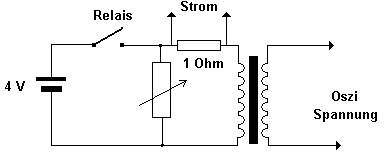 Relais
Strom
1 Ohm
4 V
Oszi
Spannung